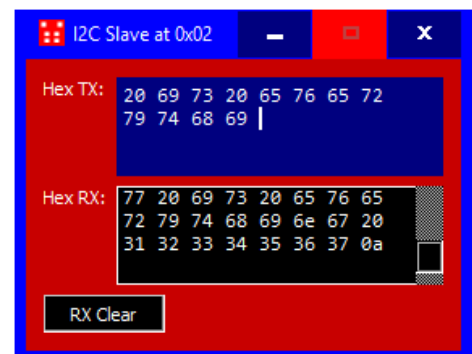 I2C Slave at 0x02
Hex TX:
20 69 73 20 65 76 65 72
79 74 68 69
Hex RX:
77 20 69 73 20 65 76 65
72 79 74 68 69 6e 67 20
31 32 33 34 35 36 37 0a
RX Clear